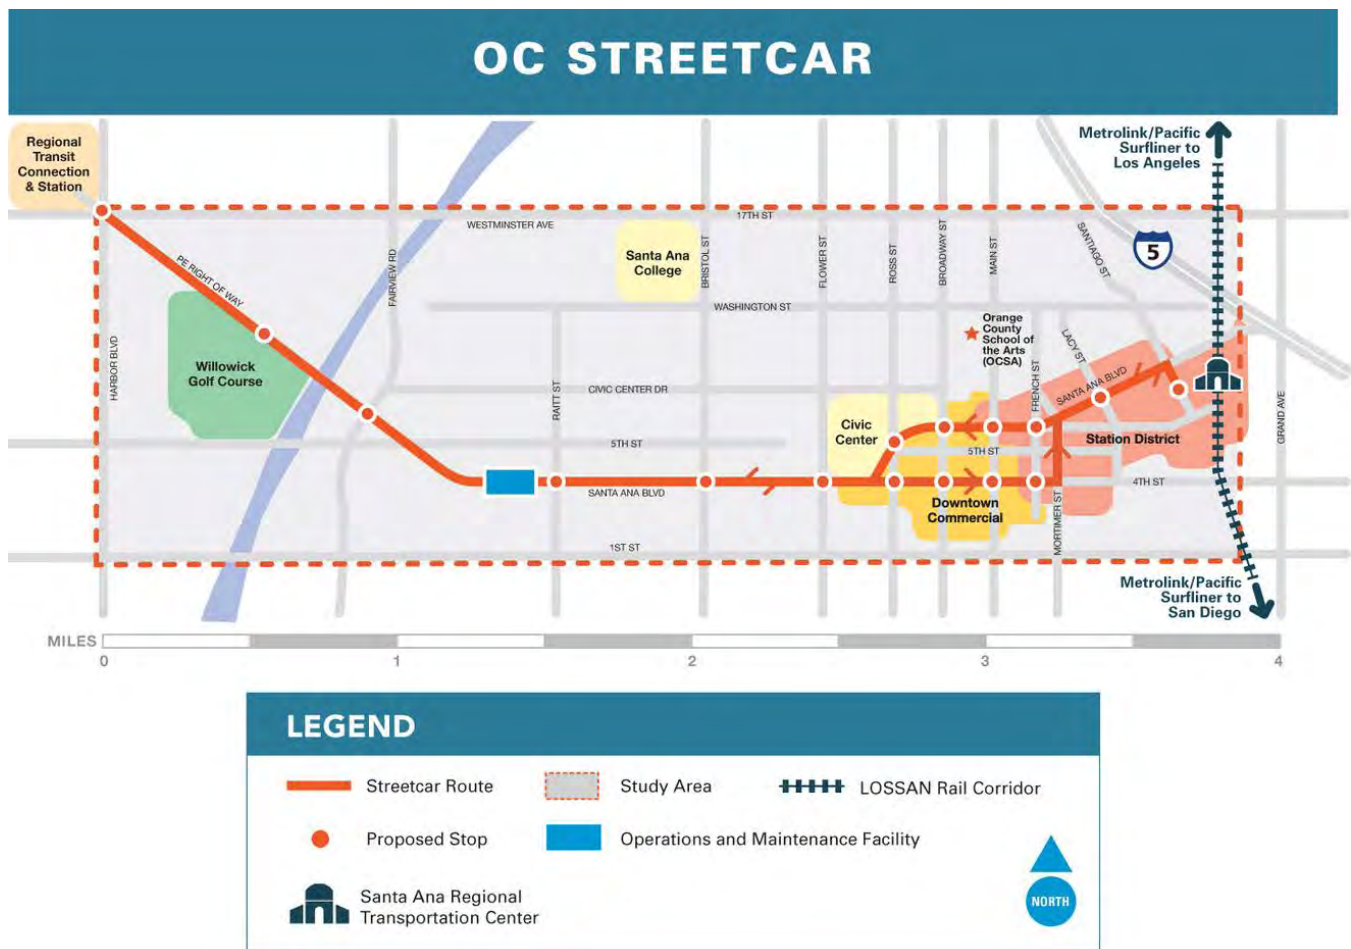 OC STREETCAR
Regional
Transit
Connection
& Station
Metrolink/Pacific
Surfliner to
Los Angeles
WESTMINSTER AVE
17TH ST
PE RIGHT OF WAY
FAIRVIEW RD
Santa Ana
College
BRISTOL ST
FLOWER ST
ROSS ST
BROADWAY ST
MAIN ST
SANTIAGO ST
5
WASHINGTON ST
HARBOR BLVD
Willowick
Golf Course
Orange
County
School of
the Arts
(OCSA)
LACY ST
FRENCH ST
SANTA ANA BLVD
RAITT ST
CIVIC CENTER DR
GRAND AVE
Civic
Center
5TH ST
5TH ST
Station District
SANTA ANA BLVD
4TH ST
Downtown
Commercial
MORTIMER ST
1ST ST
Metrolink/Pacific
Surfliner to
San Diego
MILES
0 1 2 3 4
LEGEND
Streetcar Route
Study Area
LOSSAN Rail Corridor
Proposed Stop
Operations and Maintenance Facility
Santa Ana Regional
Transportation Center
NORTH